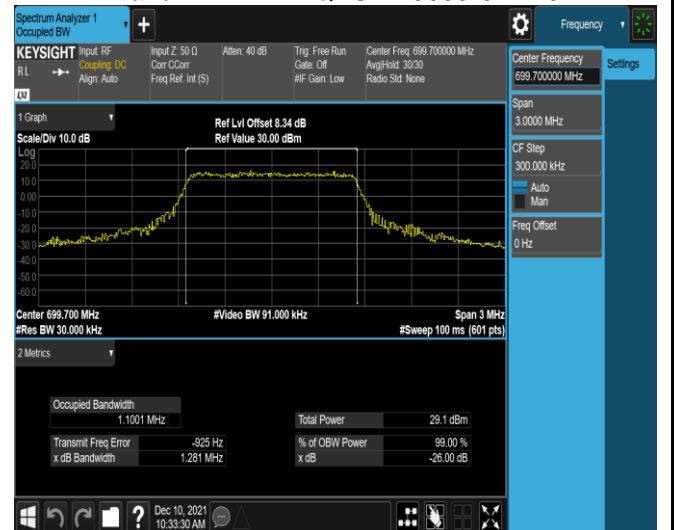 Spectrum Analyzer 1
Occupied BW
Frequency
KEYSIGHT
RL
LXI
Input: RF
Coupling: DC
Align: Auto
Input Z: 50 Ω
Corr CCorr
Freq Ref: Int (S)
Atten: 40 dB
Trig: Free Run
Gate: Off
#IF Gain: Low
Center Freq: 699.700000 MHz
Avg|Hold: 30/30
Radio Std: None
Center Frequency
699.700000 MHz
Settings
Span
3.0000 MHz
CF Step
300.000 kHz
Auto
Man
Freq Offset
0 Hz
1 Graph
Scale/Div 10.0 dB
Ref Lvl Offset 8.34 dB
Ref Value 30.00 dBm
Log
20.0
10.0
0.00
-10.0
-20.0
-30.0
-40.0
-50.0
-60.0
Center 699.700 MHz
#Video BW 91.000 kHz
Span 3 MHz
#Res BW 30.000 kHz
#Sweep 100 ms (601 pts)
2 Metrics
Occupied Bandwidth
1.1001 MHz
Total Power 29.1 dBm
Transmit Freq Error -925 Hz
% of OBW Power 99.00 %
x dB Bandwidth 1.281 MHz
x dB -26.00 dB
Dec 10, 2021
10:33:30 AM